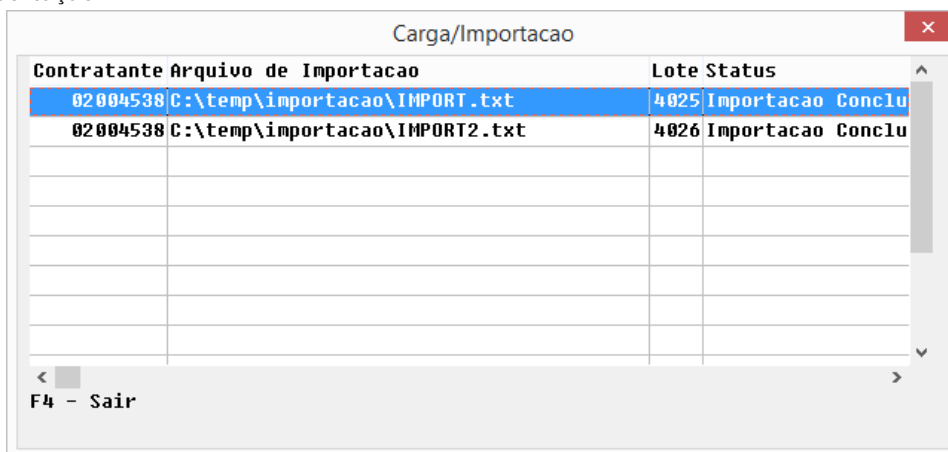 Carga/Importacao
Contratante Arquivo de Importacao Lote Status
02004538 C:\temp\importacao\IMPORT.txt 4025 Importacao Conclu
02004538 C:\temp\importacao\IMPORT2.txt 4026 Importacao Conclu
F4 - Sair